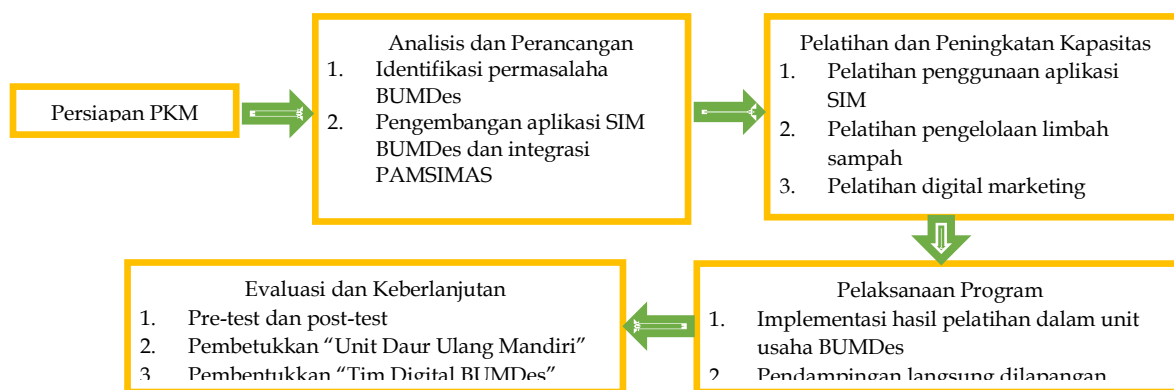 Persiapan PKM
Analisis dan Perancangan
1. Identifikasi permasalaha
BUMDes
2. Pengembangan aplikasi SIM
BUMDes dan integrasi
PAMSIMAS
Pelatihan dan Peningkatan Kapasitas
1. Pelatihan penggunaan aplikasi
SIM
2. Pelatihan pengelolaan limbah
sampah
3. Pelatihan digital marketing
Pelaksanaan Program
1. Implementasi hasil pelatihan dalam unit
usaha BUMDes
2. Pendampingan langsung dilapangan
Evaluasi dan Keberlanjutan
1. Pre-test dan post-test
2. Pembetukkan “Unit Daur Ulang Mandiri”
3. Pembentukkan “Tim Digital BUMDes”